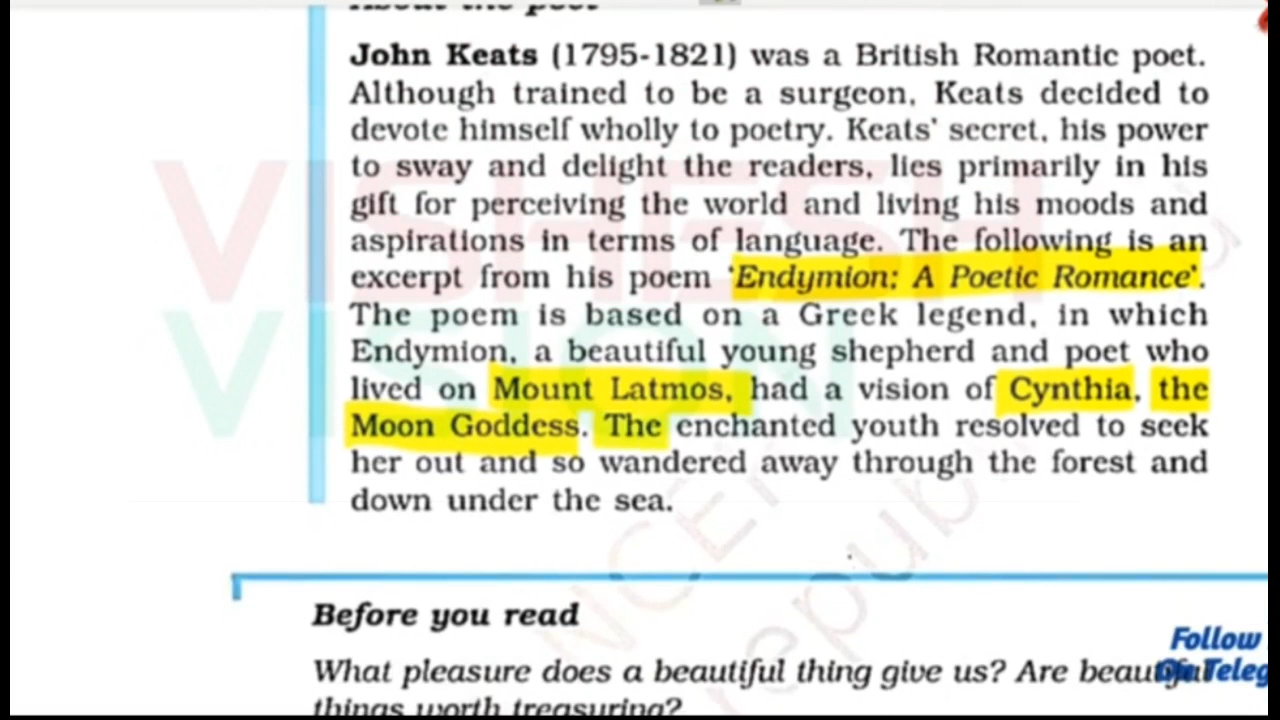 About the poet
John Keats (1795-1821) was a British Romantic poet.
Although trained to be a surgeon, Keats decided to
devote himself wholly to poetry. Keats' secret, his power
to sway and delight the readers, lies primarily in his
gift for perceiving the world and living his moods and
aspirations in terms of language. The following is an
excerpt from his poem 'Endymion; A Poetic Romance'.
The poem is based on a Greek legend, in which
Endymion, a beautiful young shepherd and poet who
lived on Mount Latmos, had a vision of Cynthia, the
Moon Goddess. The enchanted youth resolved to seek
her out and so wandered away through the forest and
down under the sea.
VISHESH
VISION
NCER
republ
Before you read
What pleasure does a beautiful thing give us? Are beautiful
things worth treasuring?
Follow
On Teleg